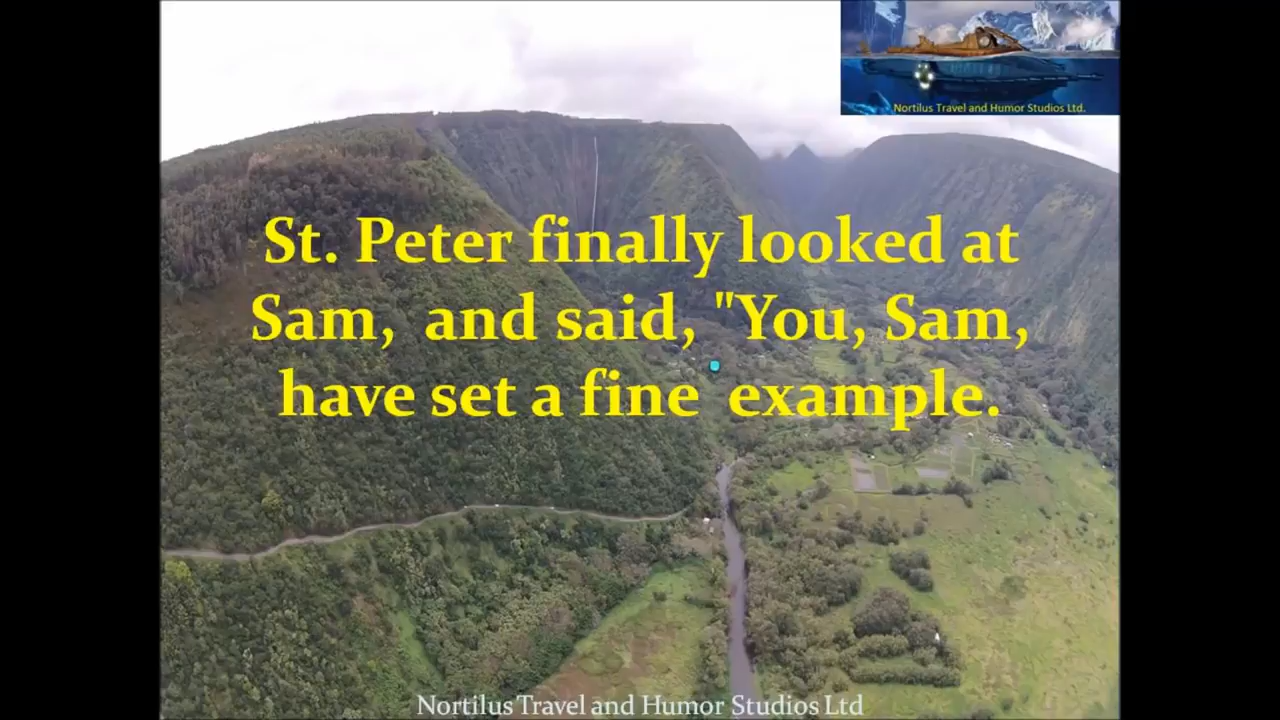 Nortilus Travel and Humor Studios Ltd.
St. Peter finally looked at
Sam,  and said, "You, Sam,
have set a fine  example.
Nortilus Travel and Humor Studios Ltd